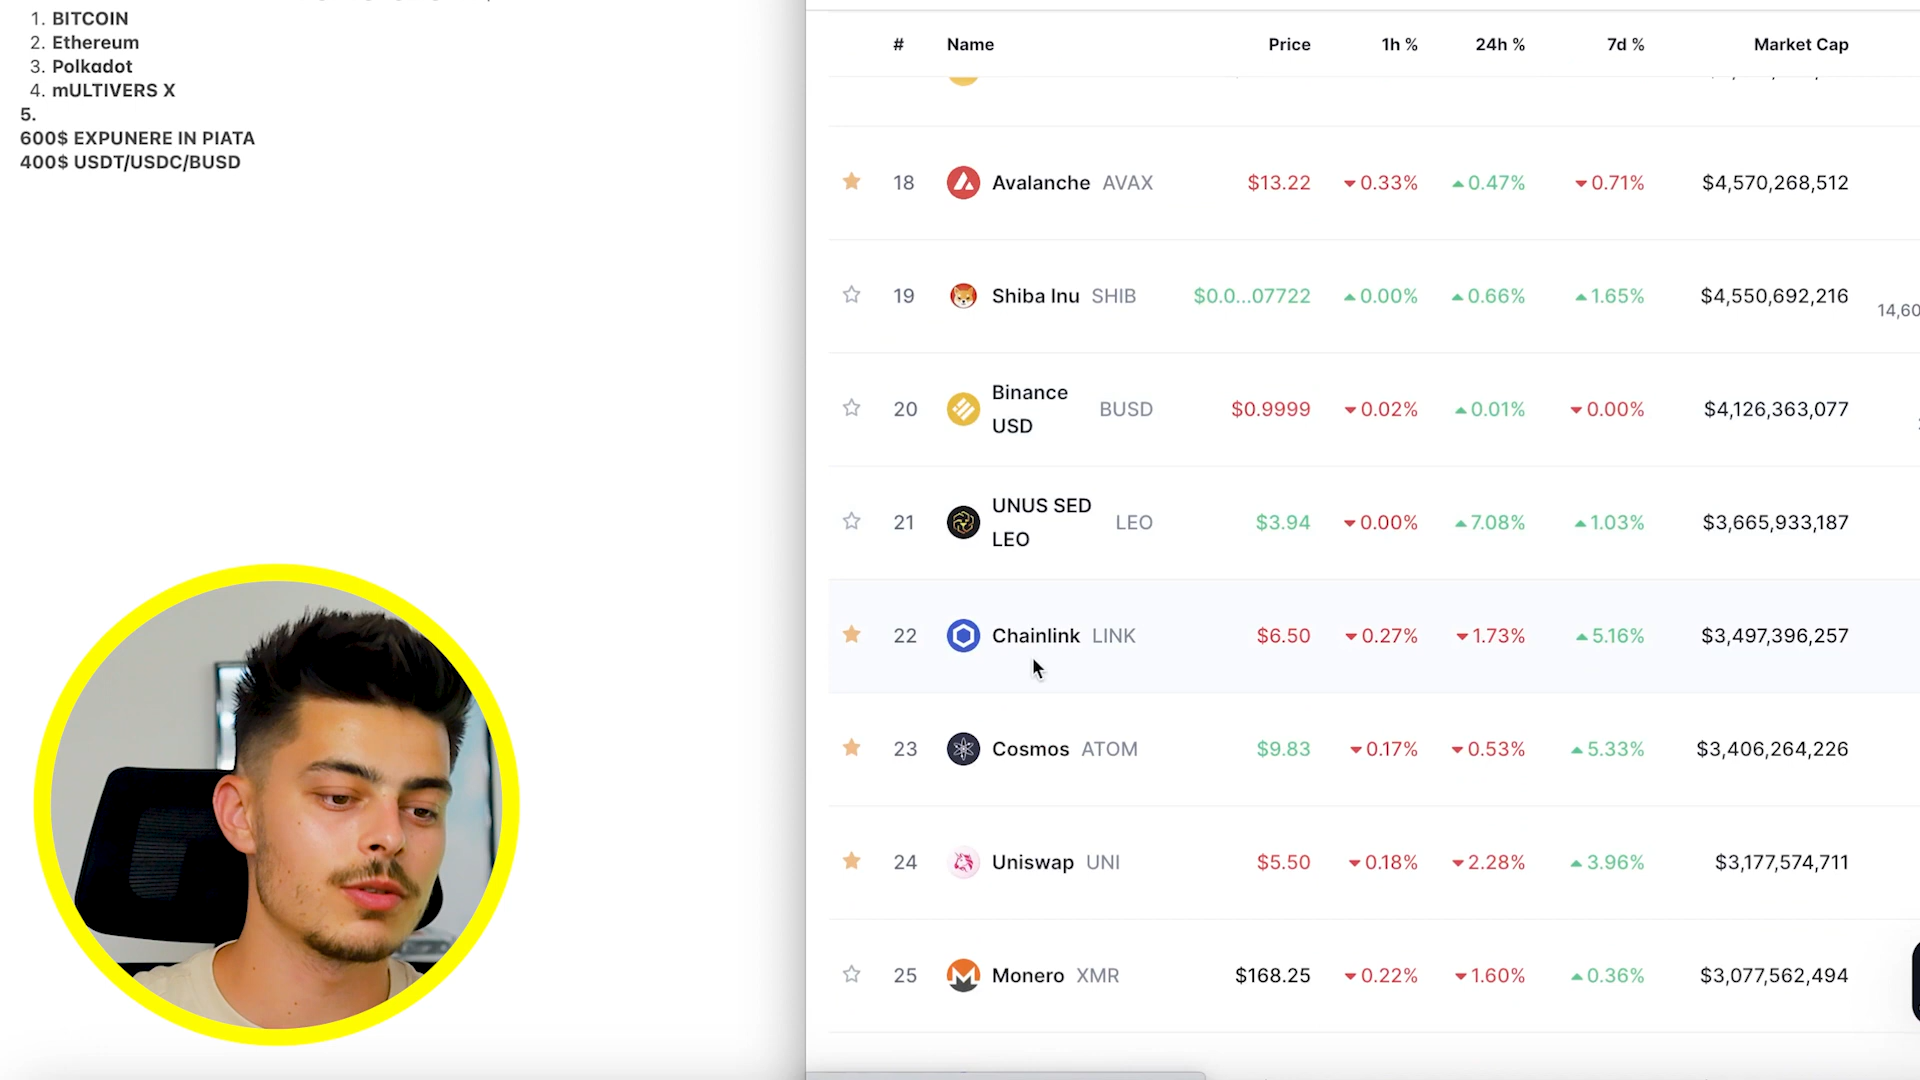 1. BITCOIN
2. Ethereum
3. Polkadot
4. mULTIVERS X
5.
600$ EXPUNERE IN PIATA
400$ USDT/USDC/BUSD
# Name Price 1h % 24h % 7d % Market Cap
18 Avalanche AVAX $13.22 0.33% 0.47% 0.71% $4,570,268,512
19 Shiba Inu SHIB $0.0...07722 0.00% 0.66% 1.65% $4,550,692,216
14,60
20 Binance USD BUSD $0.9999 0.02% 0.01% 0.00% $4,126,363,077
21 UNUS SED LEO LEO $3.94 0.00% 7.08% 1.03% $3,665,933,187
22 Chainlink LINK $6.50 0.27% 1.73% 5.16% $3,497,396,257
23 Cosmos ATOM $9.83 0.17% 0.53% 5.33% $3,406,264,226
24 Uniswap UNI $5.50 0.18% 2.28% 3.96% $3,177,574,711
25 Monero XMR $168.25 0.22% 1.60% 0.36% $3,077,562,494